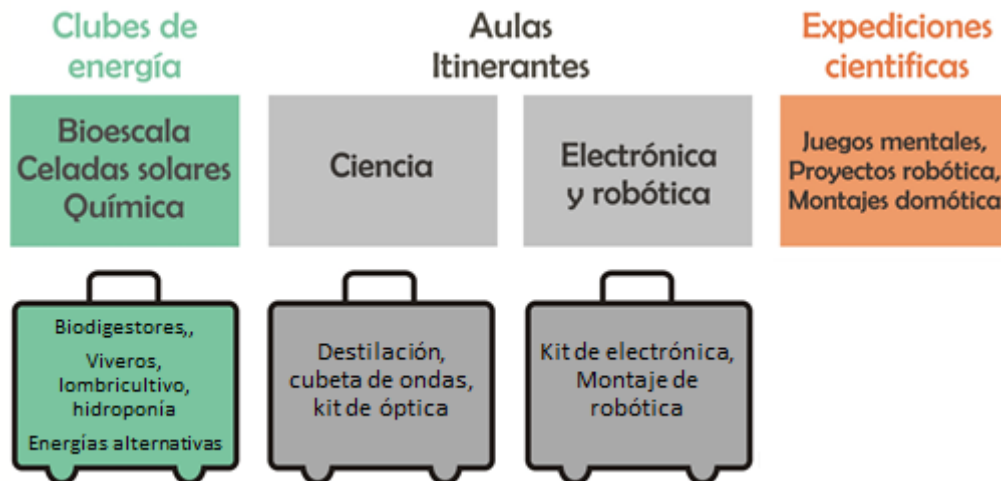 Clubes de
energía
Aulas
Itinerantes
Expediciones
cientificas
Bioescala
Celadas solares
Química
Ciencia
Electrónica
y robótica
Juegos mentales,
Proyectos robótica,
Montajes domótica
Biodigestores,,
Viveros,
lombricultivo,
hidroponía
Energías alternativas
Destilación,
cubeta de ondas,
kit de óptica
Kit de electrónica,
Montaje de
robótica